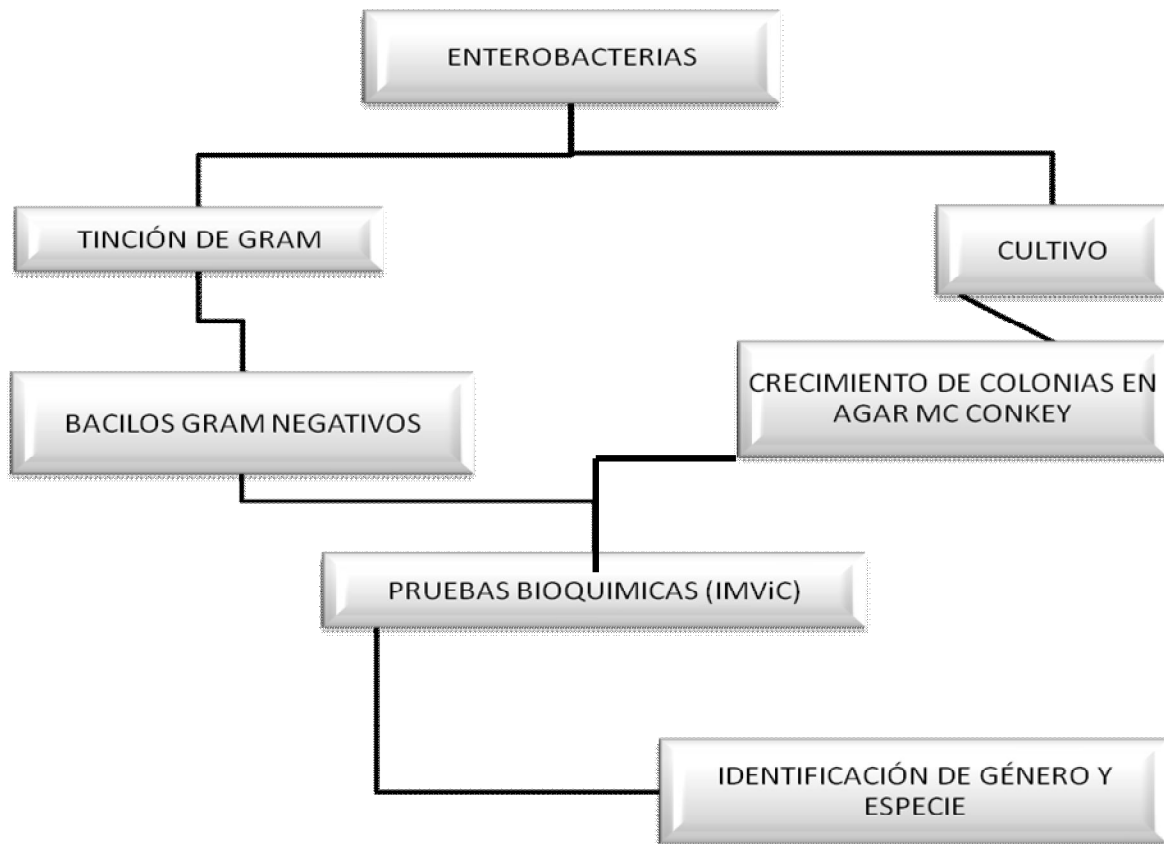 ENTEROBACTERIAS
TINCIÓN DE GRAM
CULTIVO
BACILOS GRAM NEGATIVOS
CRECIMIENTO DE COLONIAS EN
AGAR MC CONKEY
PRUEBAS BIOQUIMICAS (IMViC)
IDENTIFICACIÓN DE GÉNERO Y
ESPECIE